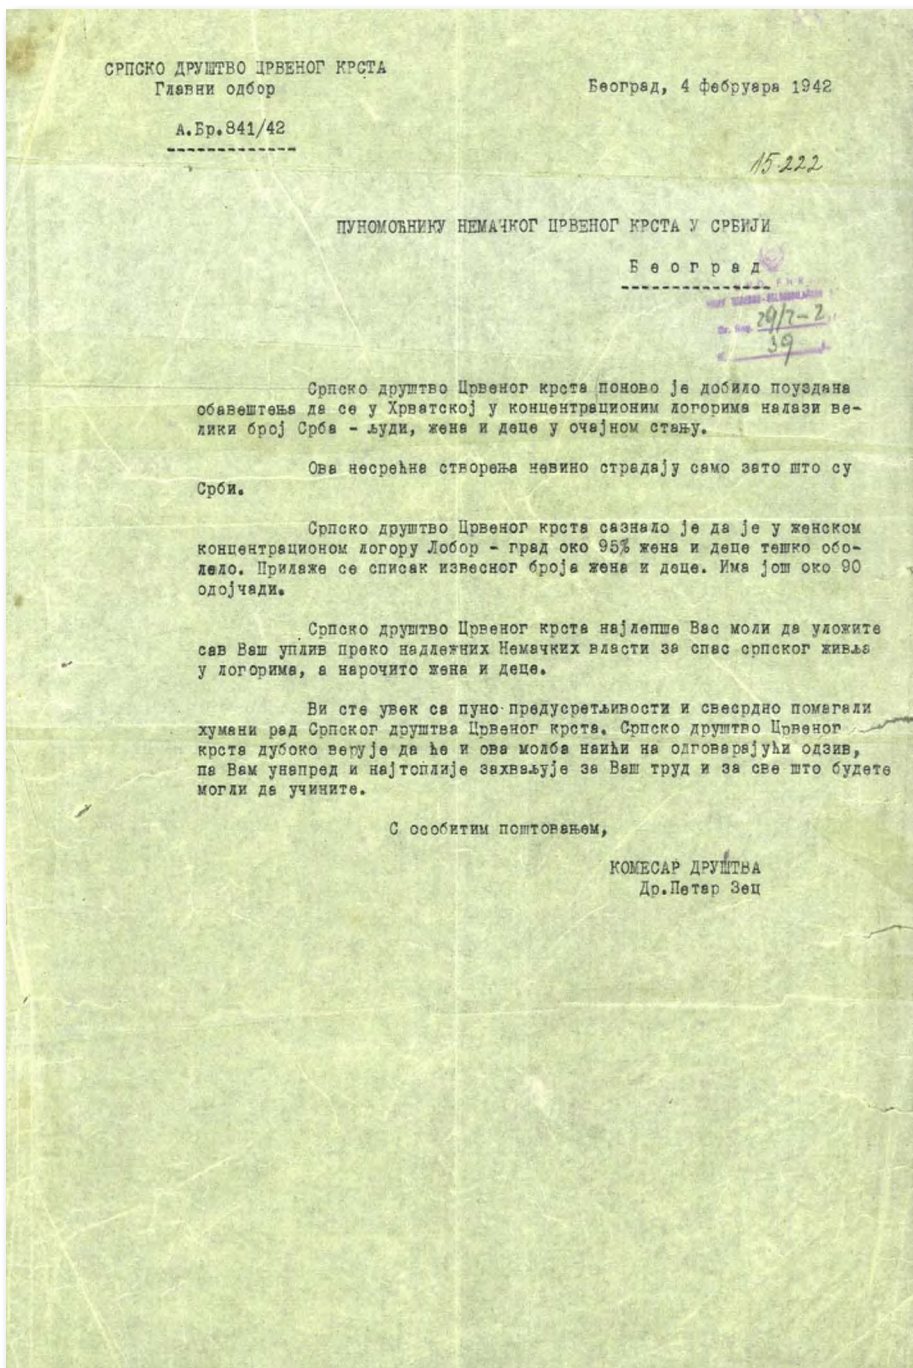 СРПСКО ДРУШТВО ЦРВЕНОГ КРСТА
Главни одбор
Београд, 4 фебруара 1942
А.Бр.841/42
15.222
ПУНОМОЋНИКУ НЕМАЧКОГ ЦРВЕНОГ КРСТА У СРБИЈИ
Београд
29/7-2
39
Српско друштво Црвеног крста поново је добило поуздана
обавештења да се у Хрватској у концентрационим логорима налази ве-
лики број Срба - људи, жена и деце у очајном стању.
Ова несрећна створења невино страдају само зато што су
Срби.
Српско друштво Црвеног крста сазнало је да је у женском
концентрационом логору Лобор - град око 95% жена и деце тешко обо-
лело. Прилаже се списак извесног броја жена и деце. Има још око 90
одојчади.
Српско друштво Црвеног крста најлепше Вас моли да уложите
сав Ваш уплив преко надлежних Немачких власти за спас српског живља
у логорима, а нарочито жена и деце.
Ви сте увек са пуно предусретљивости и свесрдно помагали
хумани рад Српског друштва Црвеног крста. Српско друштво Црвеног
крста дубоко верује да ће и ова молба наићи на одговарајући одзив,
па Вам унапред и најтоплије захваљује за Ваш труд и за све што будете
могли да учините.
С особитим поштовањем,
КОМЕСАР ДРУШТВА
Др.Петар Зец